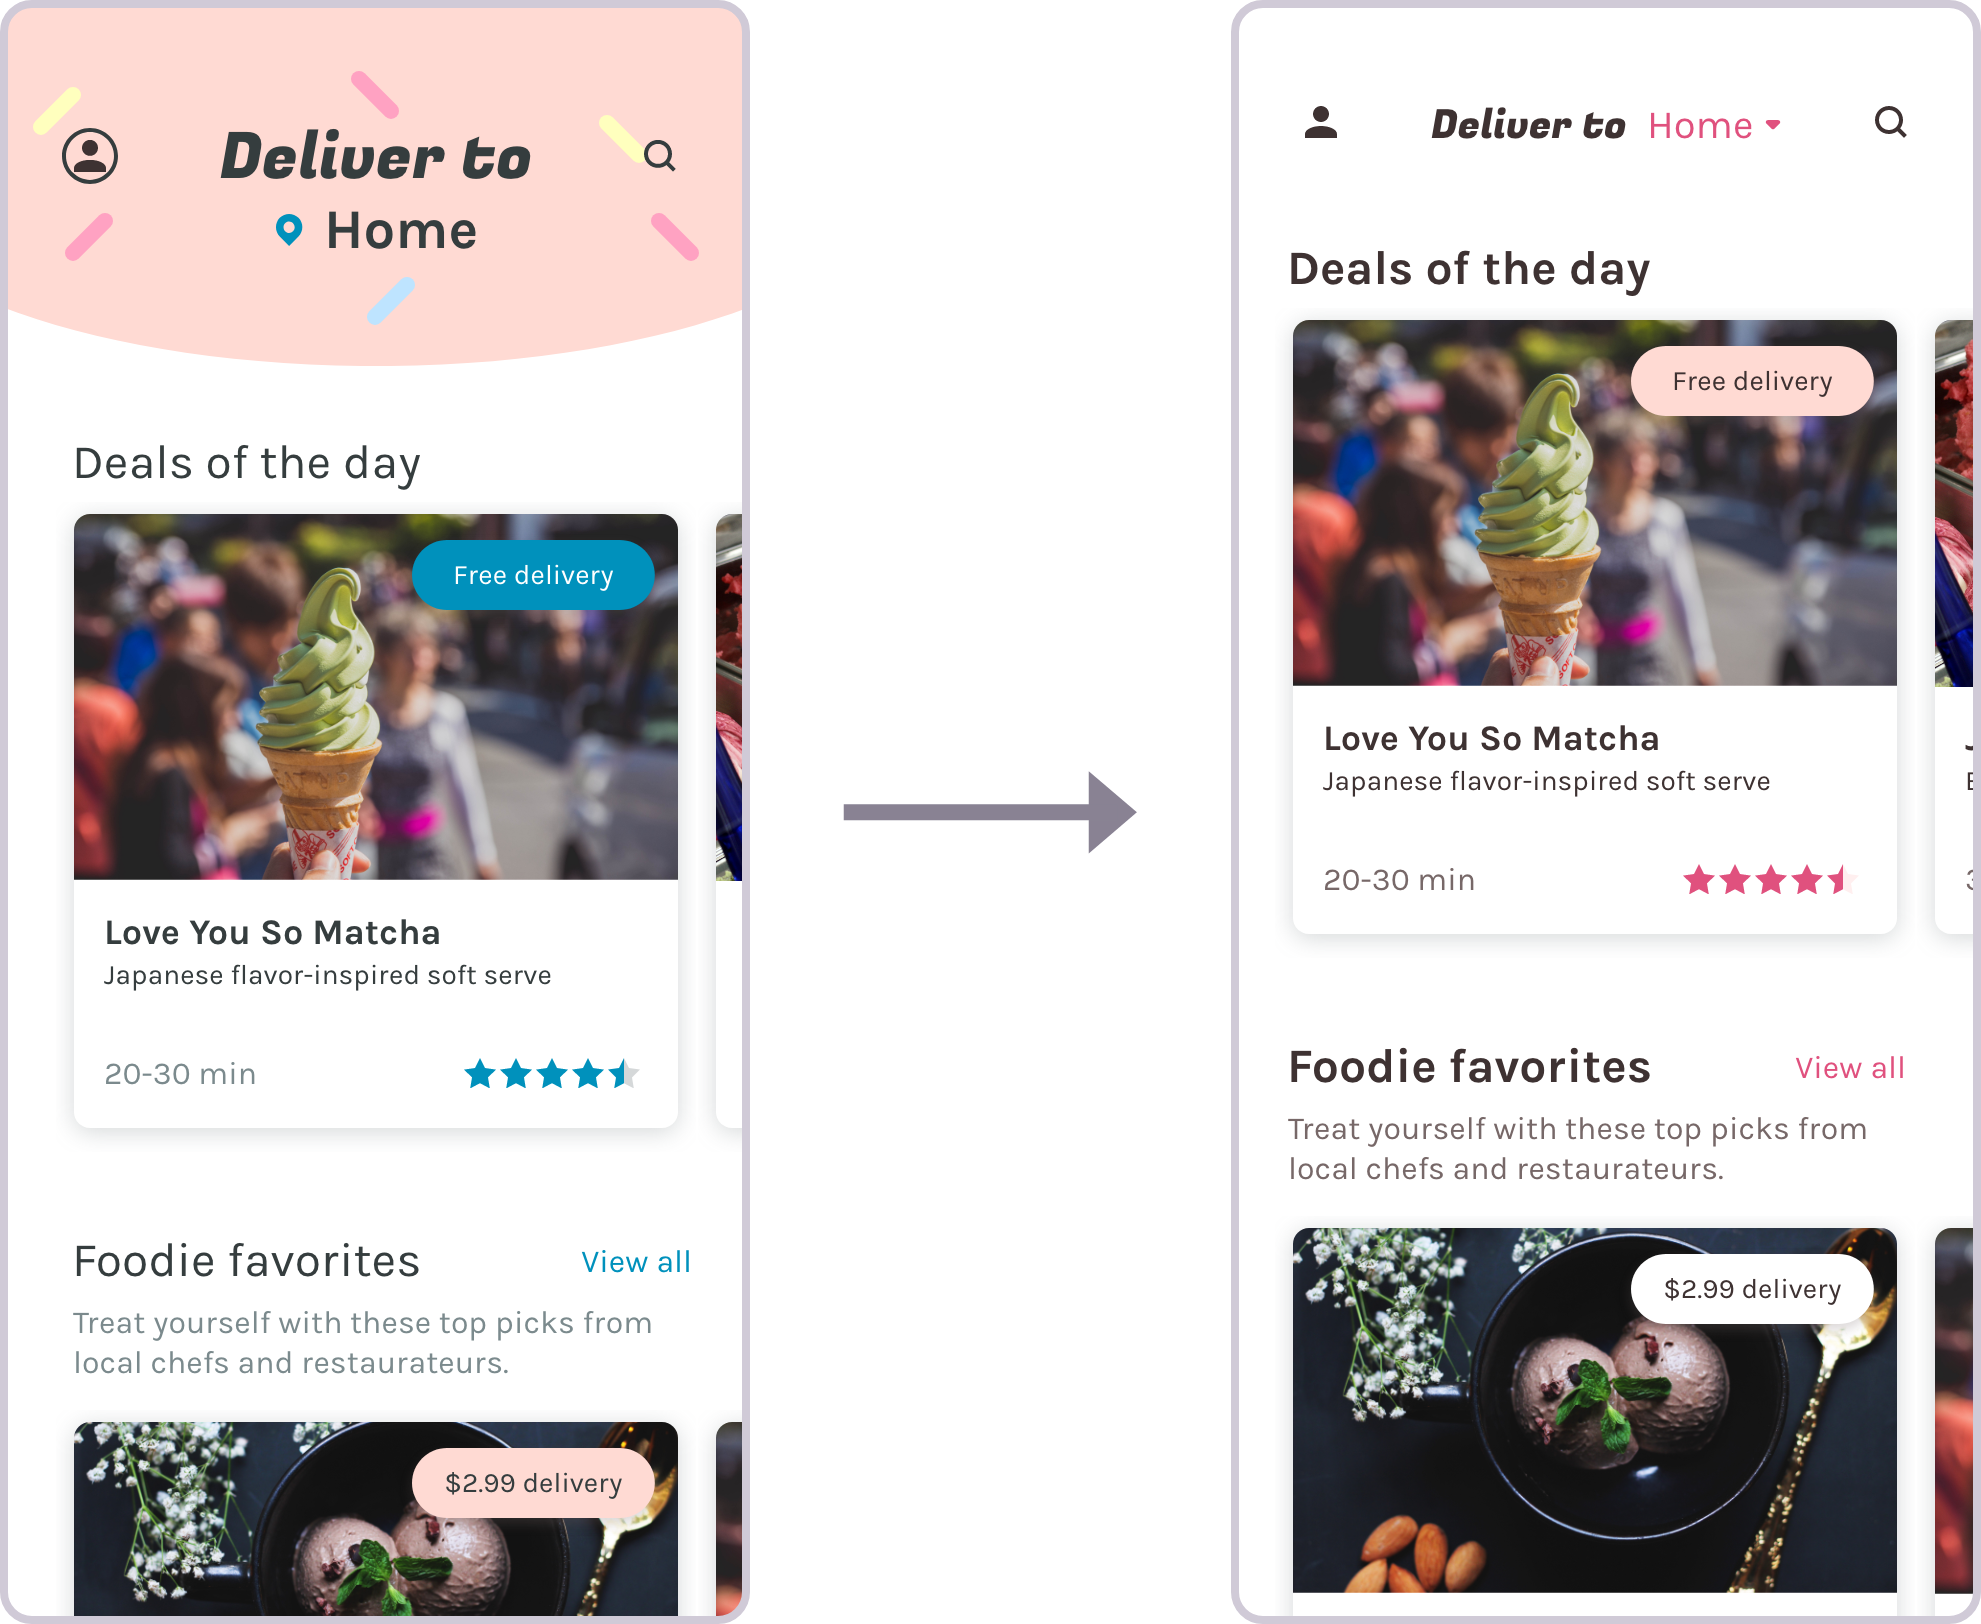 Deliver to
Home
Deals of the day
Free delivery
Love You So Matcha
Japanese flavor-inspired soft serve
20-30 min
Foodie favorites
View all
Treat yourself with these top picks from
local chefs and restaurateurs.
$2.99 delivery
Deliver to Home
Deals of the day
Free delivery
Love You So Matcha
Japanese flavor-inspired soft serve
20-30 min
Foodie favorites
View all
Treat yourself with these top picks from
local chefs and restaurateurs.
$2.99 delivery